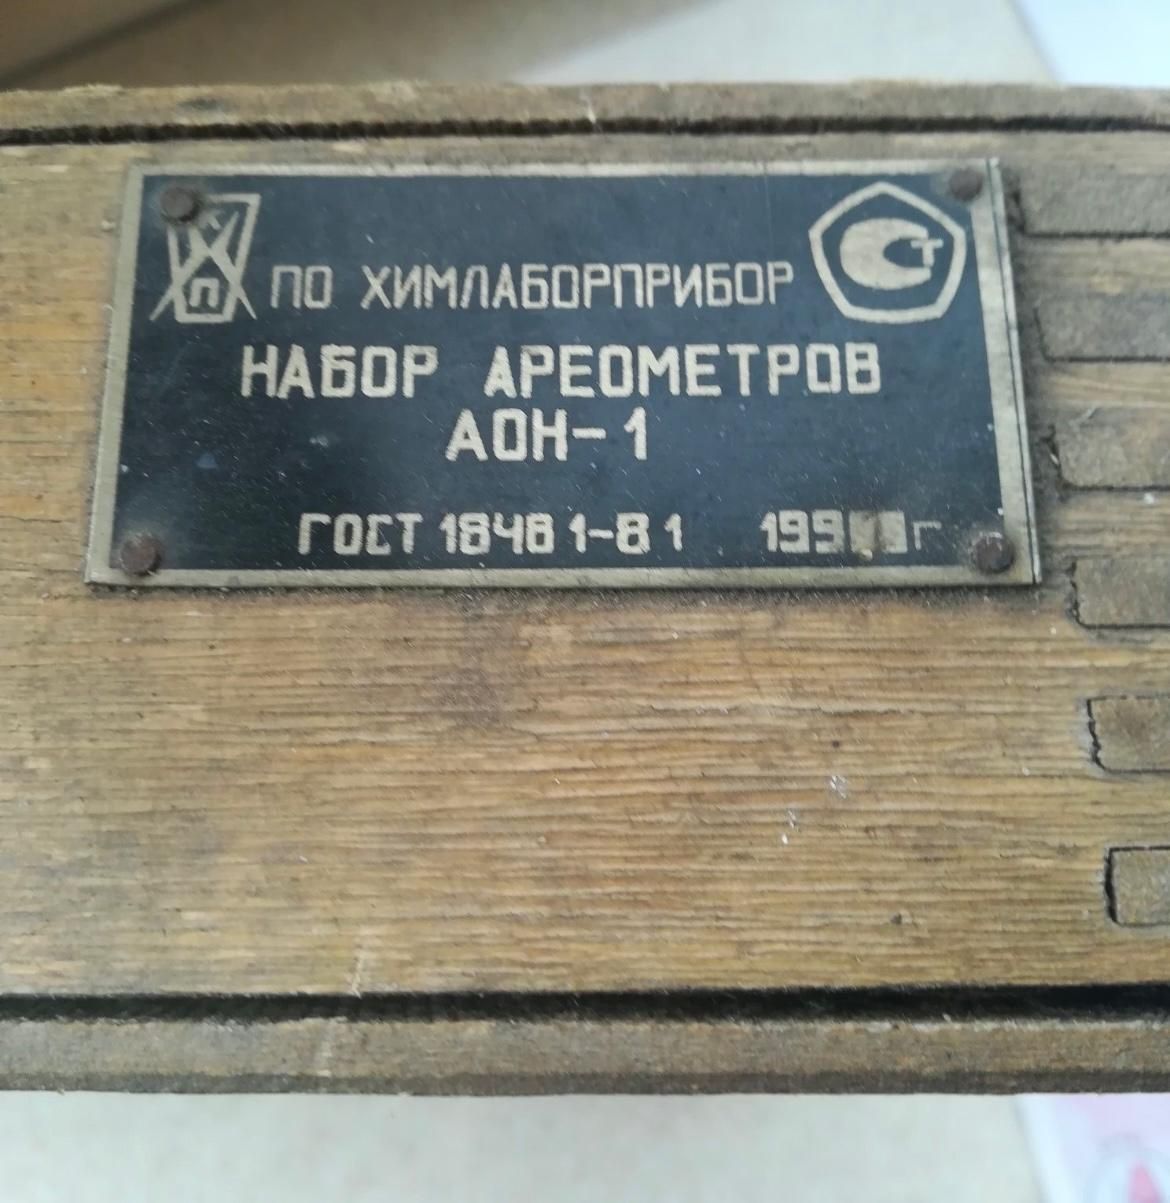 ПО ХИМЛАБОРПРИБОР
НАБОР АРЕОМЕТРОВ
АОН-1
ГОСТ 18481-81